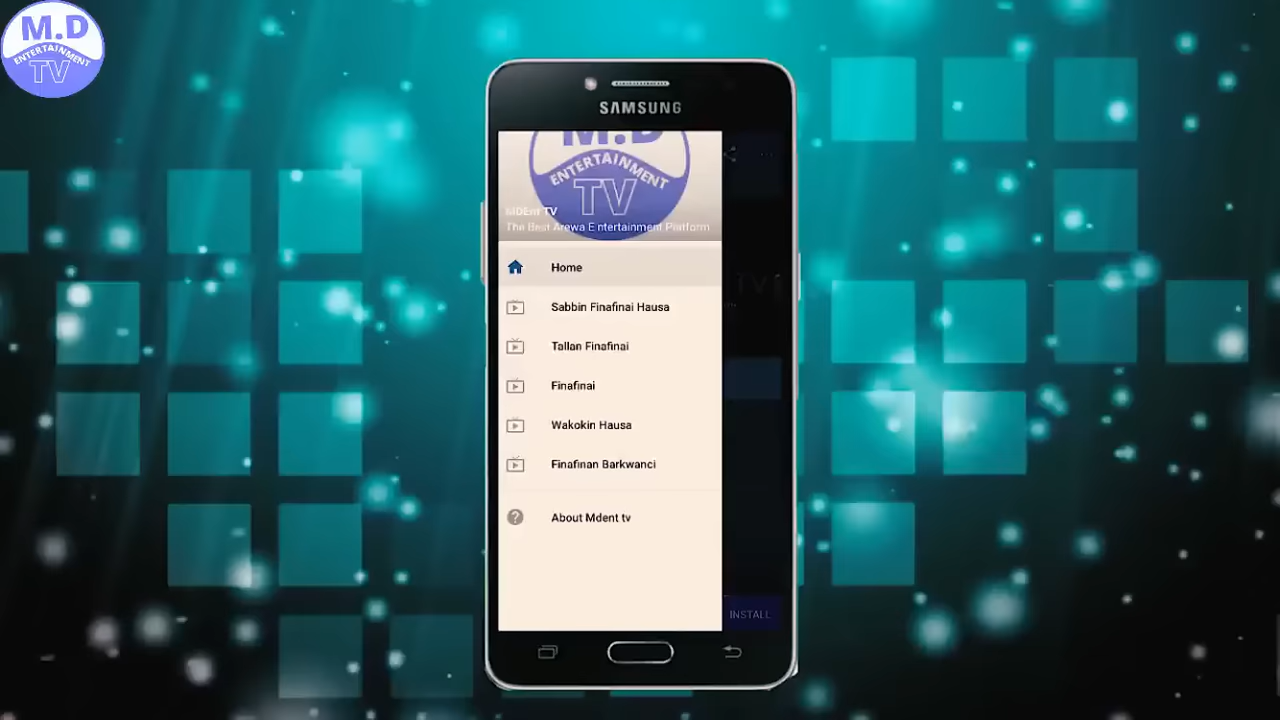 M.D
ENTERTAINMENT
TV
SAMSUNG
M.D
ENTERTAINMENT
TV
MDEnt TV
The Best Arewa Entertainment Platform
Home
Sabbin Finafinai Hausa
Tallan Finafinai
Finafinai
Wakokin Hausa
Finafinan Barkwanci
About Mdent tv
TV
INSTALL